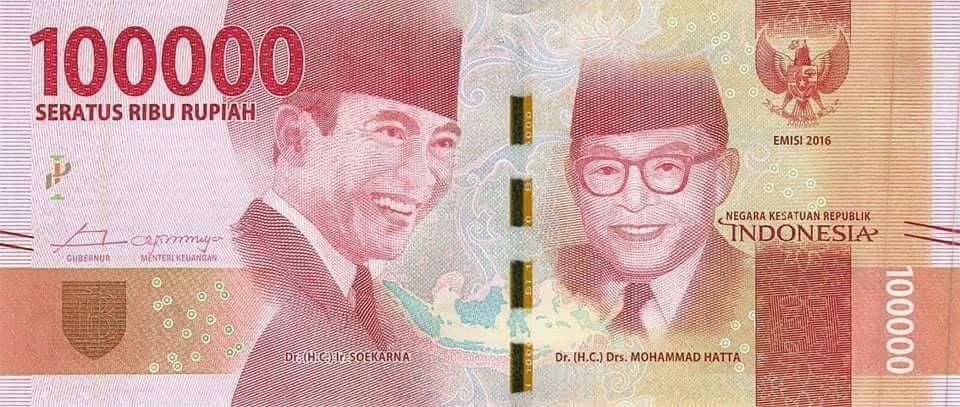 100000
SERATUS RIBU RUPIAH
EMISI 2016
NEGARA KESATUAN REPUBLIK
INDONESIA
GUBERNUR
MENTERI KEUANGAN
Dr. (H.C.) Ir. SOEKARNA
Dr. (H.C.) Drs. MOHAMMAD HATTA
100000